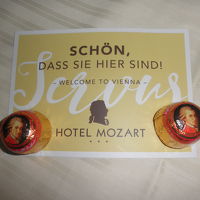 SCHÖN,
DASS SIE HIER SIND!
– WELCOME TO VIENNA –
Servus
HOTEL MOZART
★ ★ ★